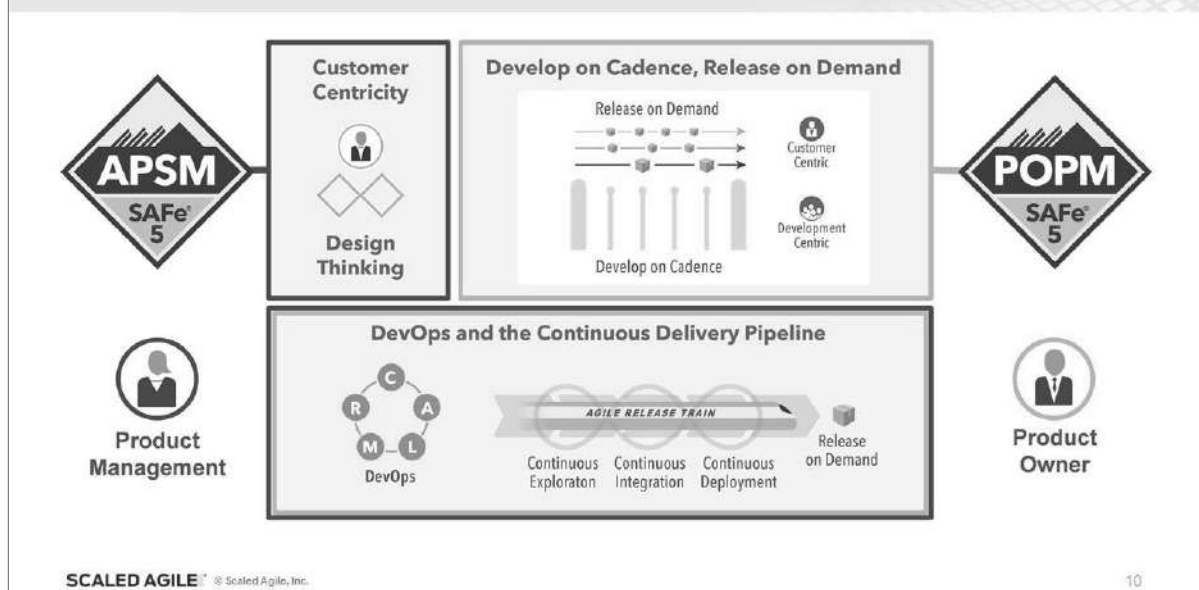 Customer
Centricity
Design
Thinking
Develop on Cadence, Release on Demand
Release on Demand
Customer
Centric
Development
Centric
Develop on Cadence
APSM
SAFe®
5
POPM
SAFe®
5
Product
Management
DevOps and the Continuous Delivery Pipeline
C
R
A
M
L
DevOps
AGILE RELEASE TRAIN
Continuous
Exploraton
Continuous
Integration
Continuous
Deployment
Release
on Demand
Product
Owner
SCALED AGILE® © Scaled Agile, Inc.
10